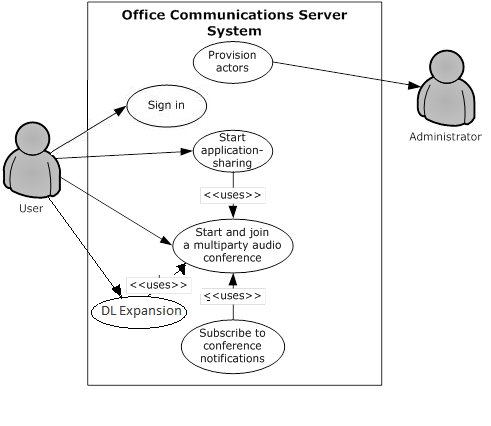 Office Communications Server
System
Provision
actors
Sign in
Administrator
Start
application-
sharing
User
<<uses>>
Start and join
a multiparty audio
conference
<<uses>>
<<uses>>
DL Expansion
Subscribe to
conference
notifications